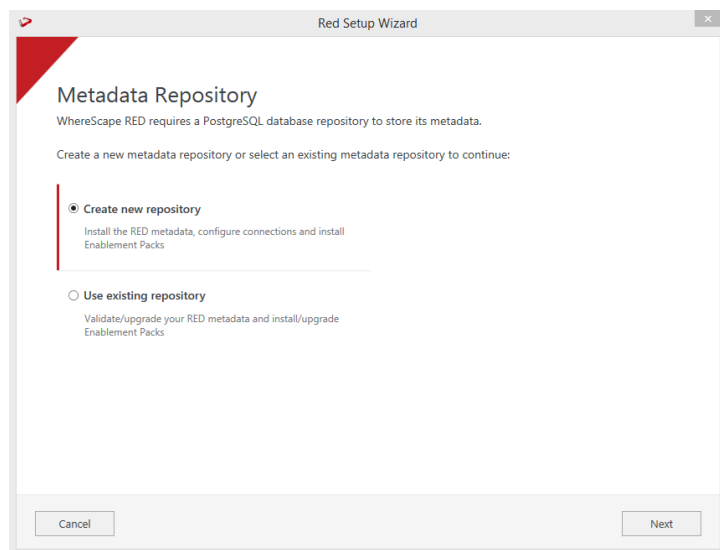 Red Setup Wizard
Metadata Repository
WhereScape RED requires a PostgreSQL database repository to store its metadata.
Create a new metadata repository or select an existing metadata repository to continue:
Create new repository
Install the RED metadata, configure connections and install
Enablement Packs
Use existing repository
Validate/upgrade your RED metadata and install/upgrade
Enablement Packs
Cancel
Next